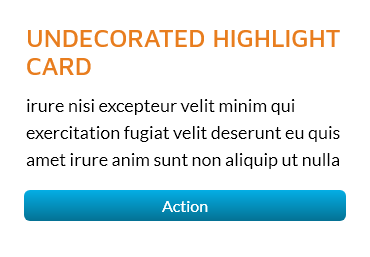 UNDECORATED HIGHLIGHT
CARD
irure nisi excepteur velit minim qui
exercitation fugiat velit deserunt eu quis
amet irure anim sunt non aliquip ut nulla
Action